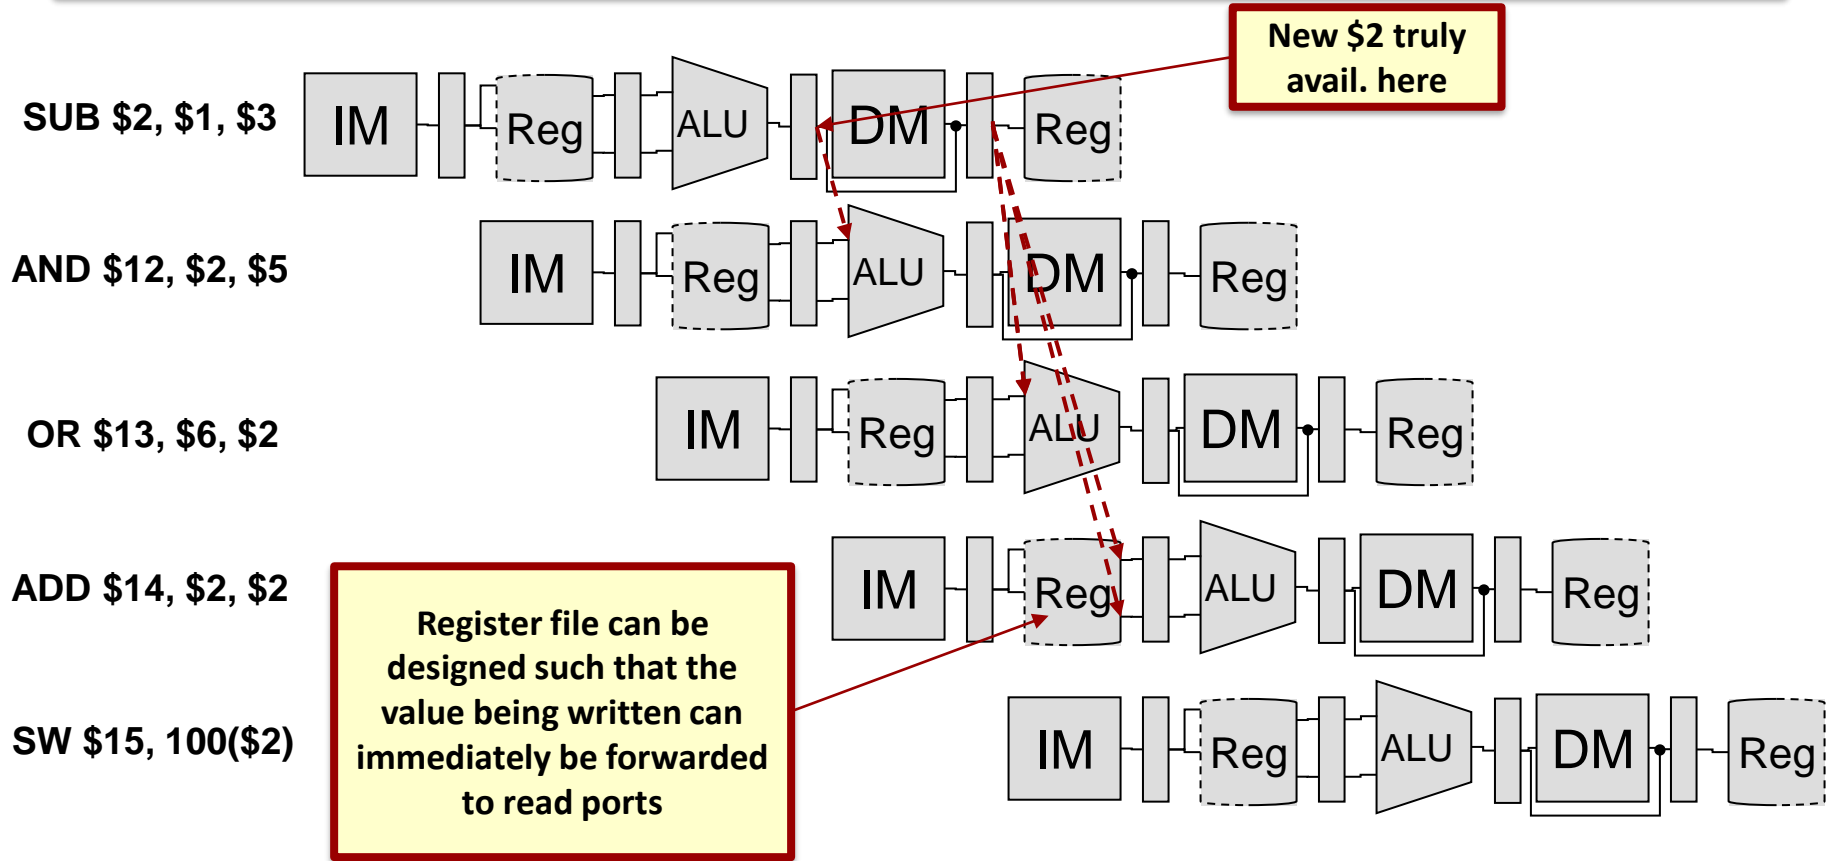 New $2 truly
avail. here
SUB $2, $1, $3
IM
Reg
ALU
DM
Reg
AND $12, $2, $5
IM
Reg
ALU
DM
Reg
OR $13, $6, $2
IM
Reg
ALU
DM
Reg
ADD $14, $2, $2
IM
Reg
ALU
DM
Reg
Register file can be
designed such that the
value being written can
immediately be forwarded
to read ports
SW $15, 100($2)
IM
Reg
ALU
DM
Reg